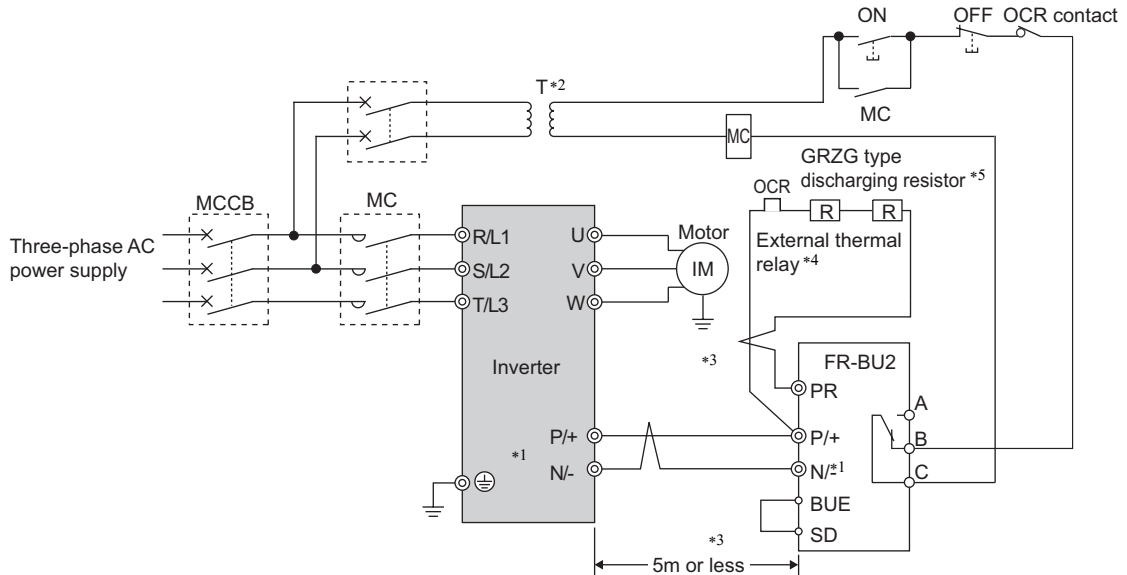 ON
OFF
OCR contact
T*2
MC
MC
GRZG type
discharging resistor *5
OCR
R
R
MCCB
MC
External thermal
relay *4
Three-phase AC
power supply
R/L1
S/L2
T/L3
U
V
W
Motor
IM
Inverter
*3
FR-BU2
PR
A
B
C
P/+
*1
N/-
P/+
N/-*1
BUE
SD
*3
5m or less